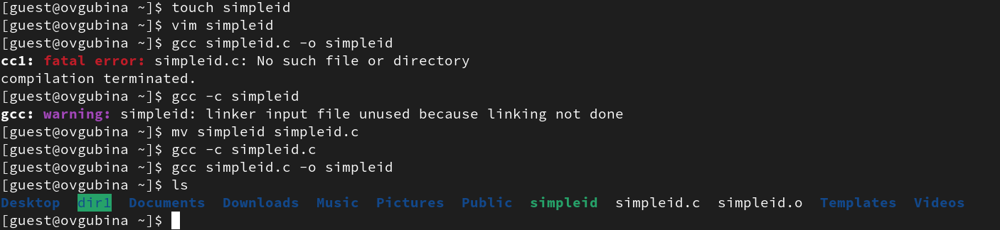 [guest@ovgubina ~]$ touch simpleid
[guest@ovgubina ~]$ vim simpleid
[guest@ovgubina ~]$ gcc simpleid.c -o simpleid
cc1: fatal error: simpleid.c: No such file or directory
compilation terminated.
[guest@ovgubina ~]$ gcc -c simpleid
gcc: warning: simpleid: linker input file unused because linking not done
[guest@ovgubina ~]$ mv simpleid simpleid.c
[guest@ovgubina ~]$ gcc -c simpleid.c
[guest@ovgubina ~]$ gcc simpleid.c -o simpleid
[guest@ovgubina ~]$ ls
Desktop dir1 Documents Downloads Music Pictures Public simpleid simpleid.c simpleid.o Templates Videos
[guest@ovgubina ~]$